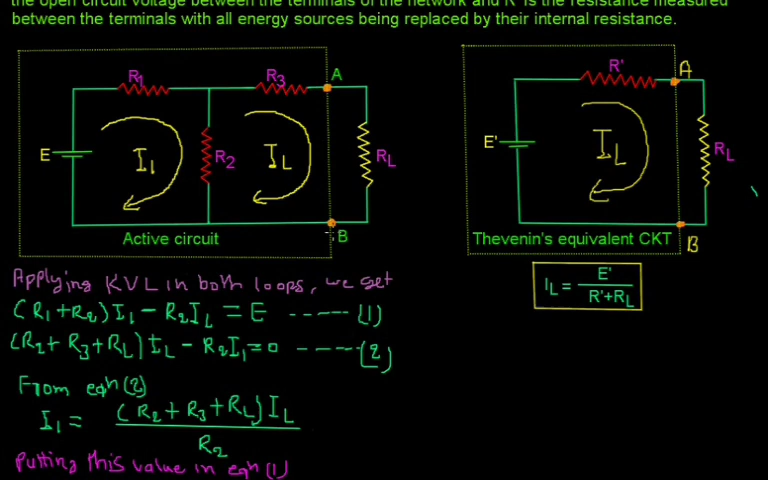 the open circuit voltage between the terminals of the network and R' is the resistance measured
between the terminals with all energy sources being replaced by their internal resistance.
R1 R3 A
E I1 R2 IL RL
B
Active circuit
R' A
E' IL RL
Thevenin's equivalent CKT B
IL = E' / R'+RL
Applying KVL in both loops, we get
(R1+R2)I1 - R2IL = E ----- (1)
(R2+R3+RL)IL - R2I1=0 ----- (2)
From eqn (2)
I1 = (R2+R3+RL)IL / R2
Putting this value in eqn (1)